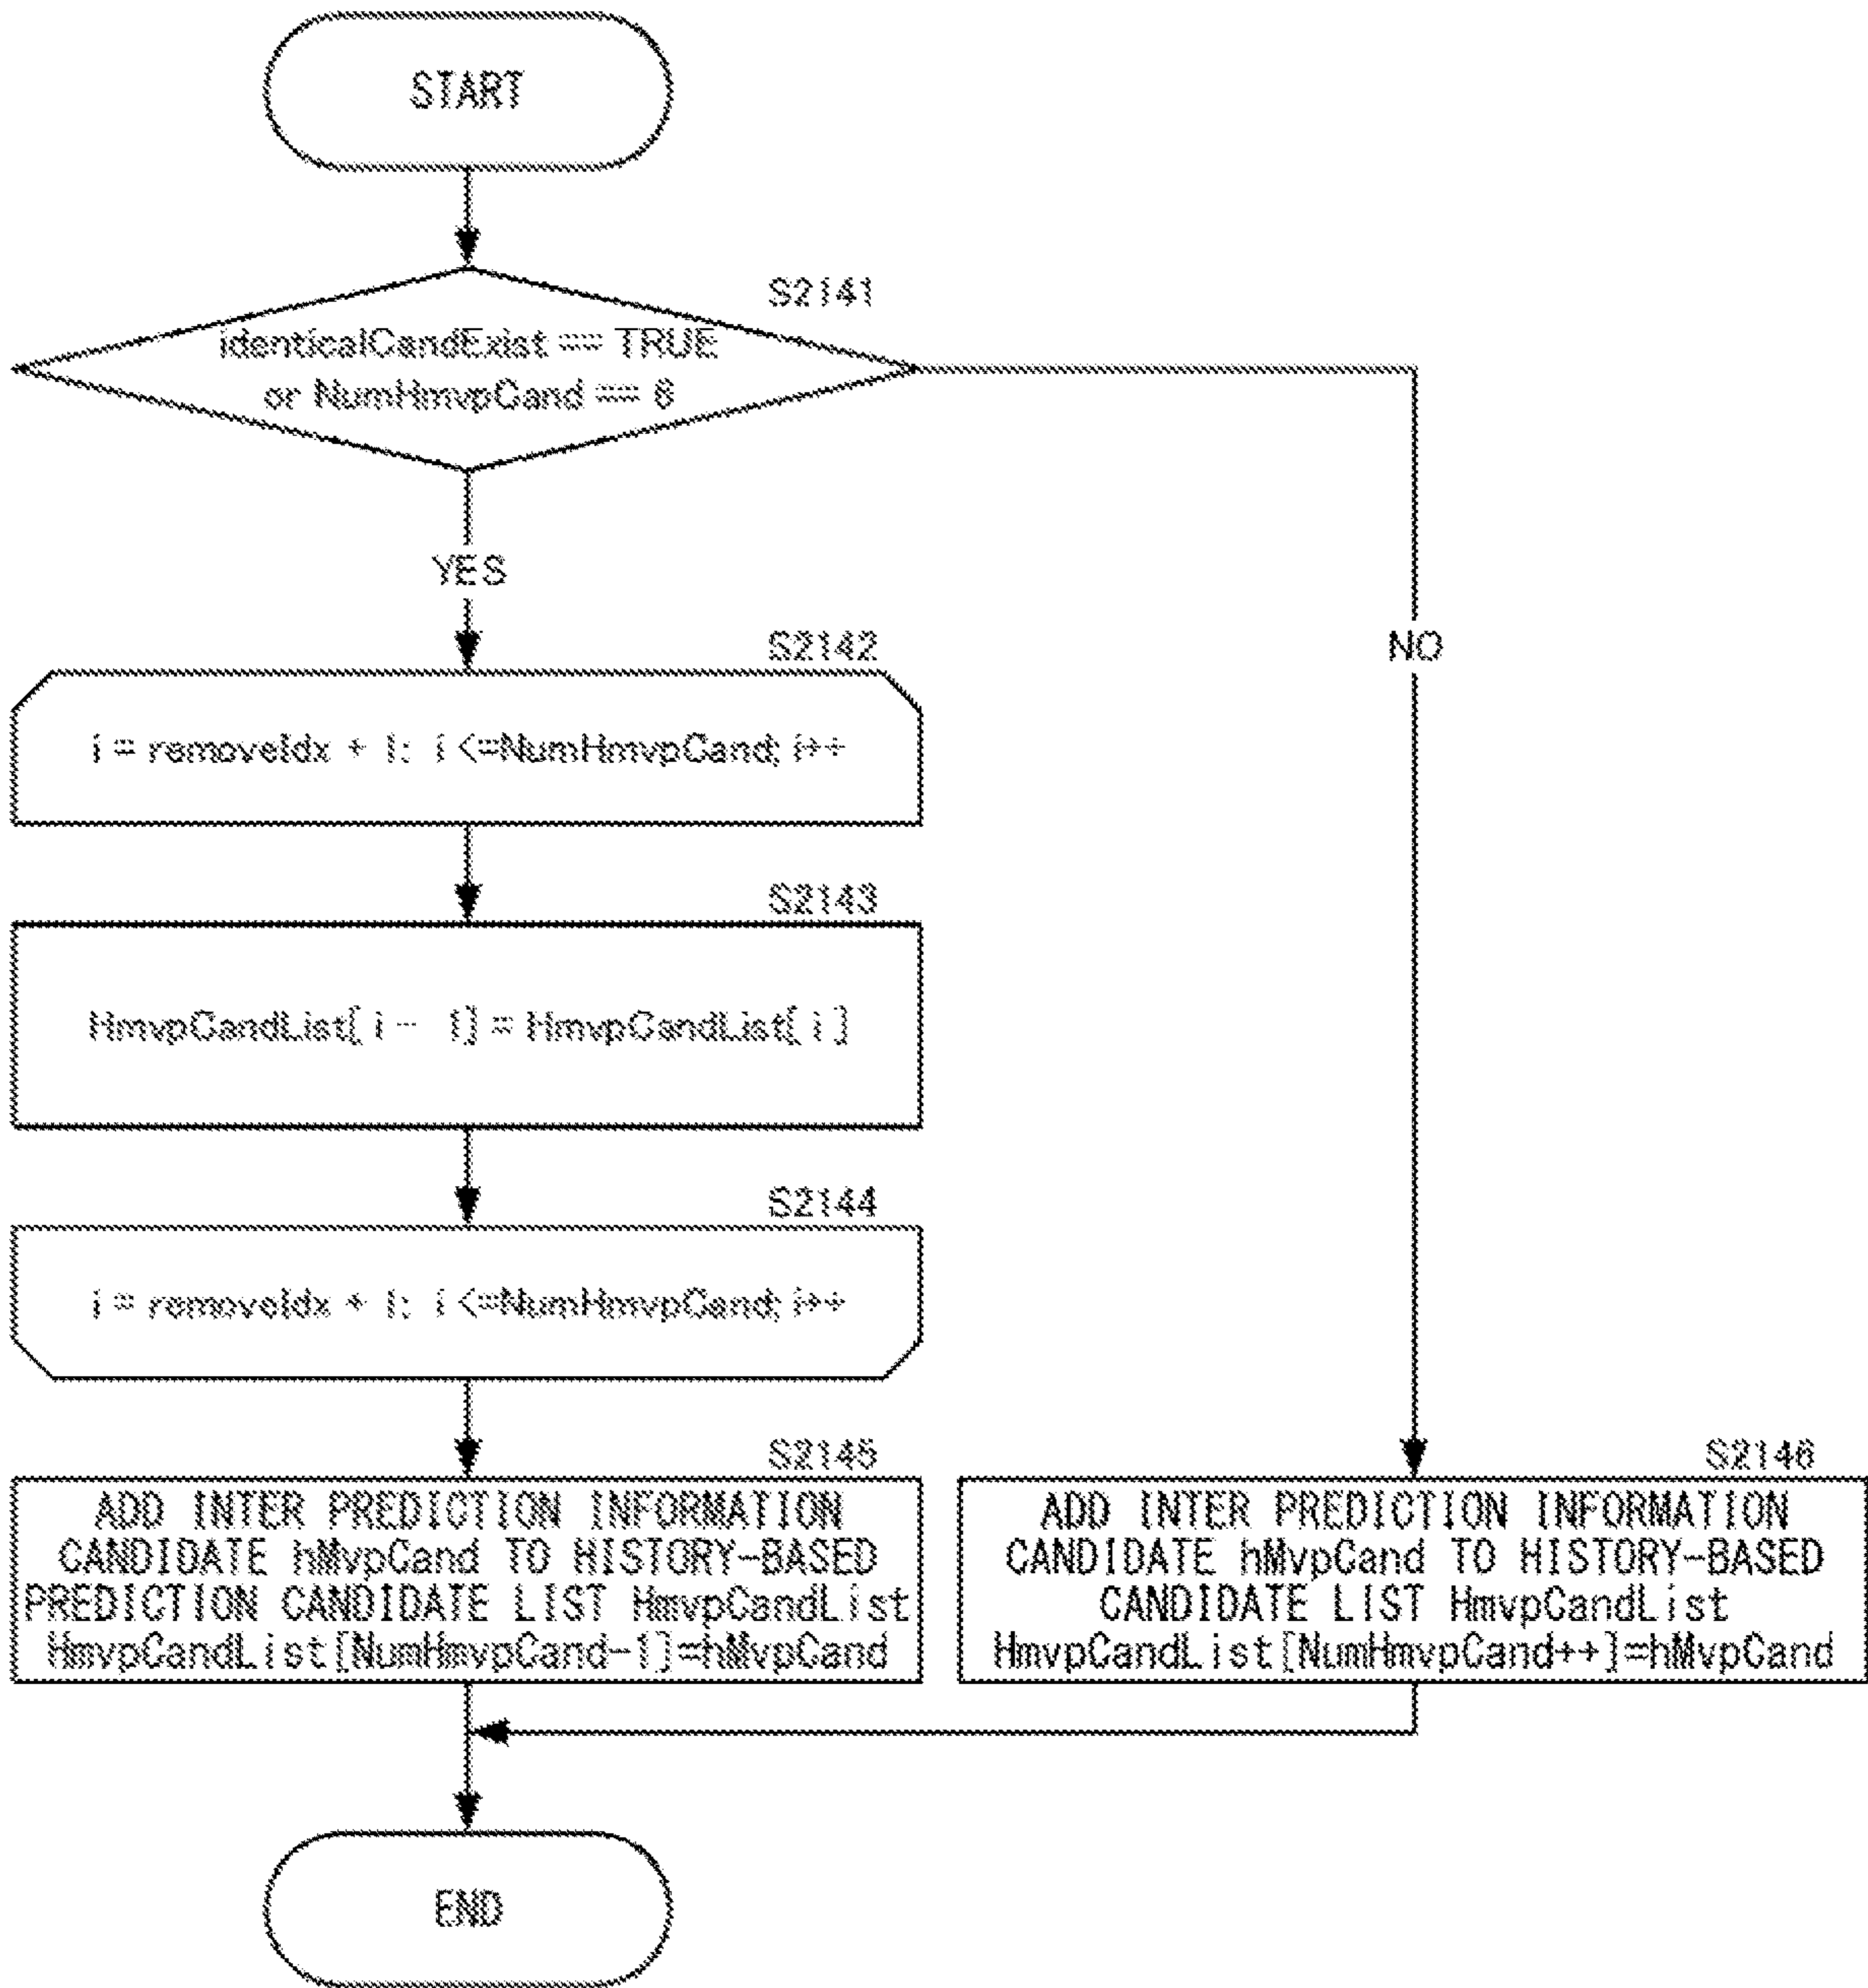 START
S2141
identicalCandExist == TRUE
or NumHmvpCand == 6
YES
NO
S2142
i = removeIdx + 1; i <=NumHmvpCand; i++
S2143
HmvpCandList[ i - 1] = HmvpCandList[ i ]
S2144
i = removeIdx + 1; i <=NumHmvpCand; i++
S2145
ADD INTER PREDICTION INFORMATION
CANDIDATE hMvpCand TO HISTORY-BASED
PREDICTION CANDIDATE LIST HmvpCandList
HmvpCandList[NumHmvpCand-1]=hMvpCand
S2146
ADD INTER PREDICTION INFORMATION
CANDIDATE hMvpCand TO HISTORY-BASED
CANDIDATE LIST HmvpCandList
HmvpCandList[NumHmvpCand++]=hMvpCand
END